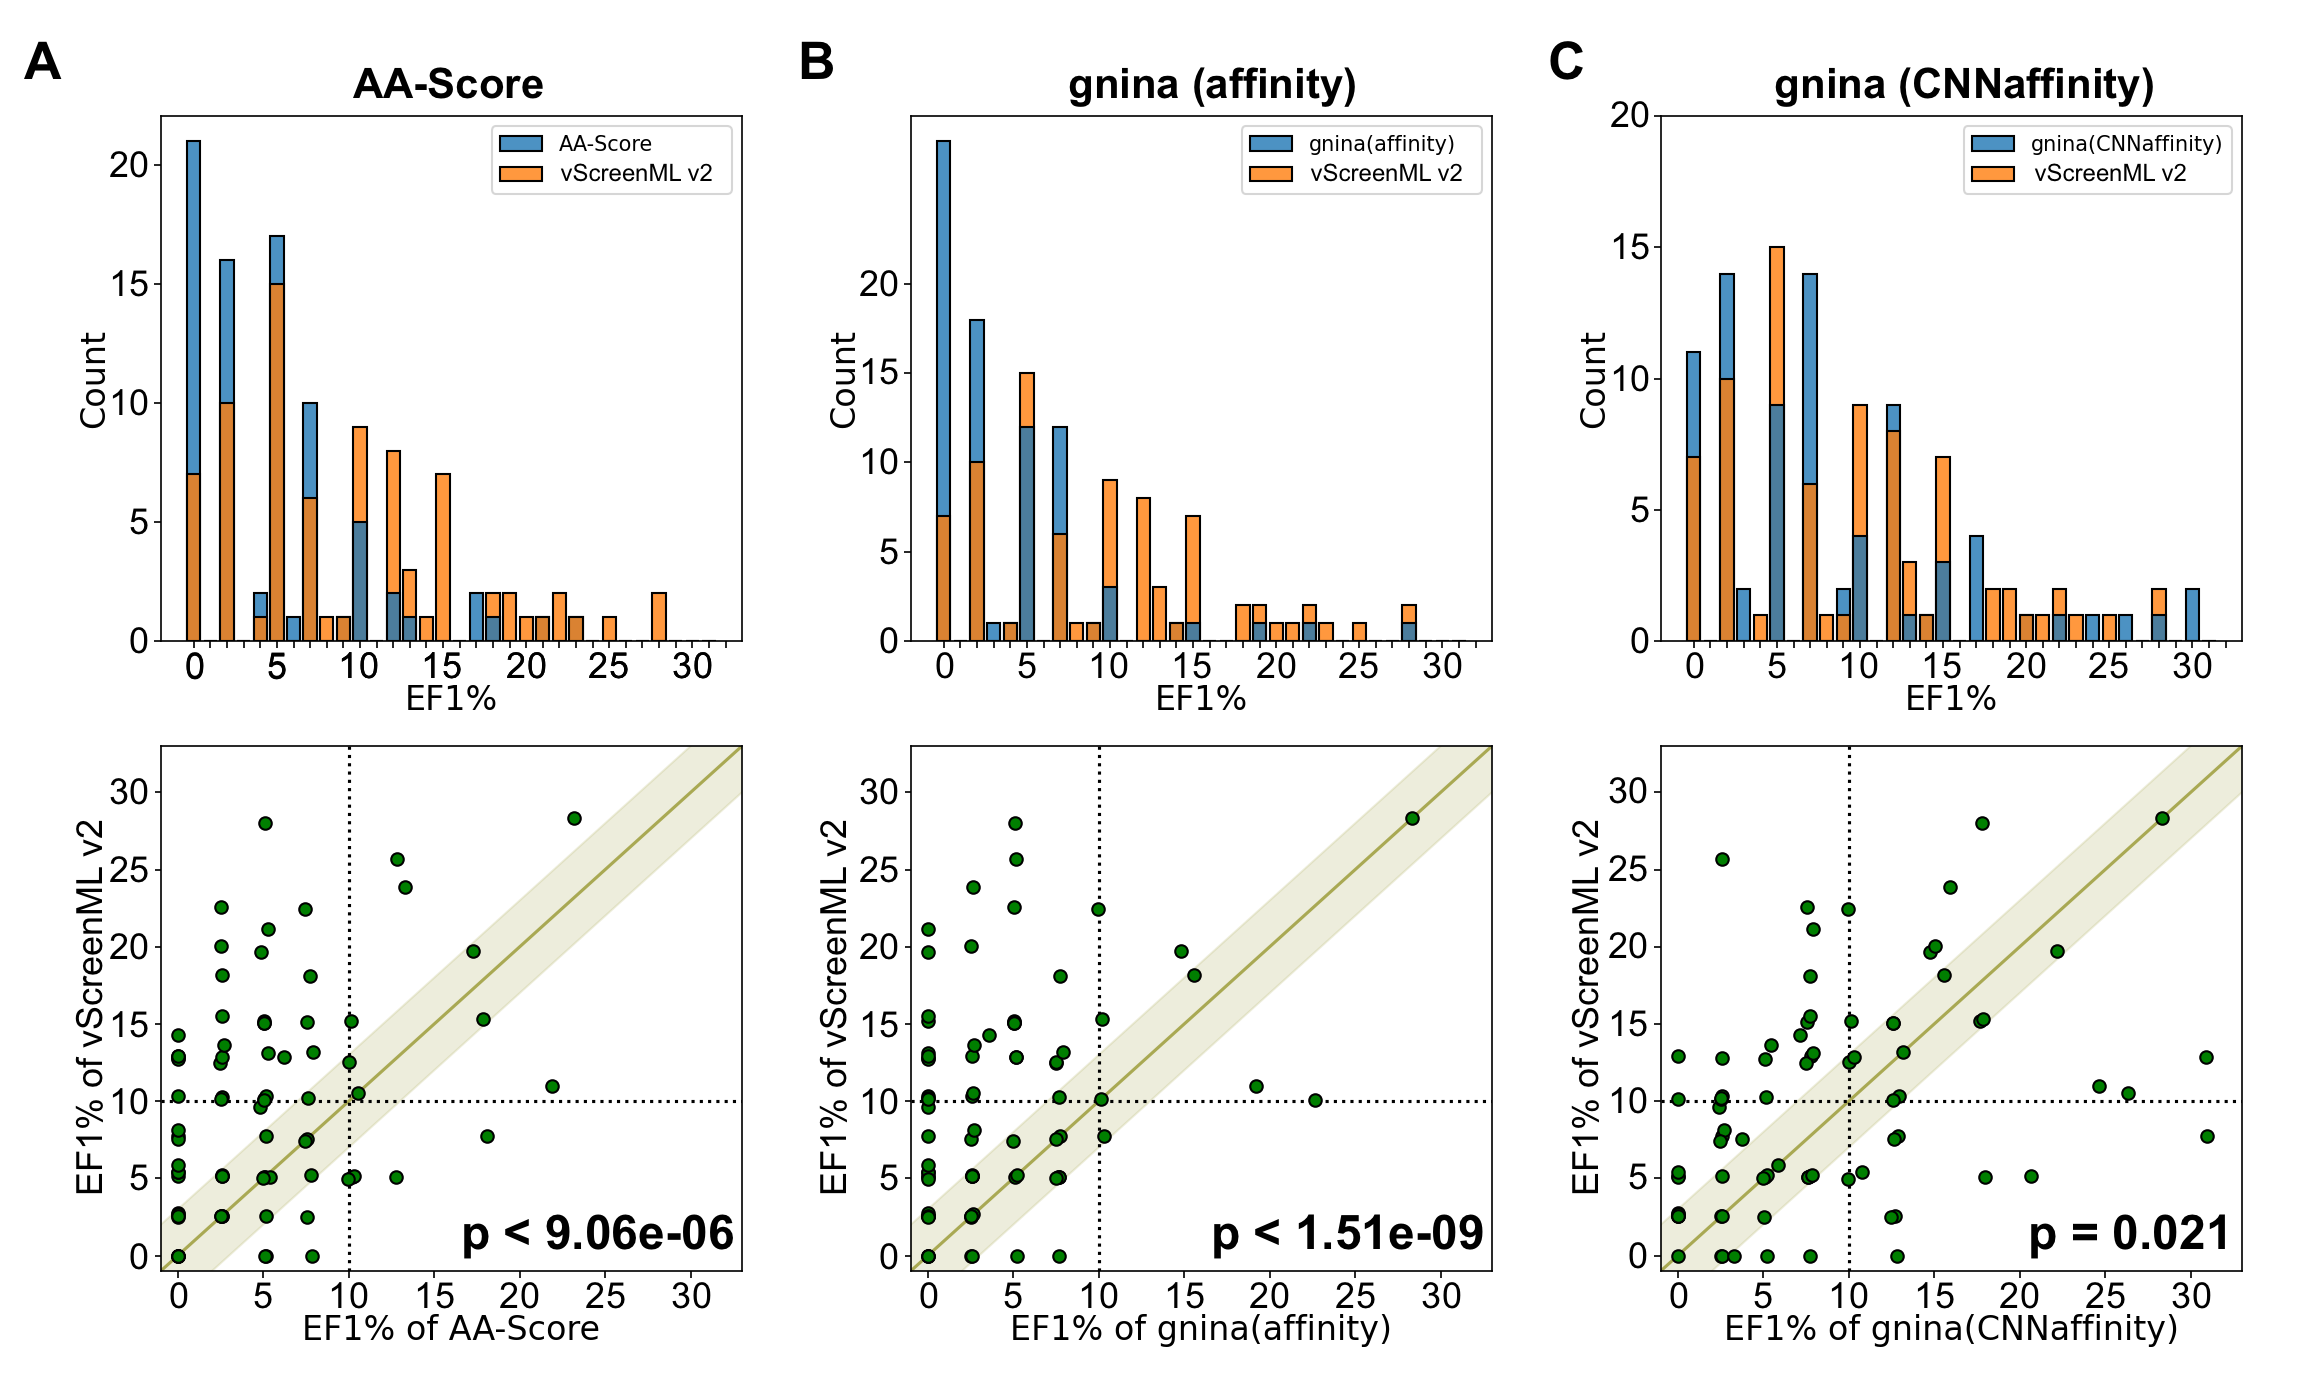 A
B
C
AA-Score
gnina (affinity)
gnina (CNNaffinity)
AA-Score
vScreenML v2
gnina(affinity)
vScreenML v2
gnina(CNNaffinity)
vScreenML v2
Count
0
5
10
15
20
0 5 10 15 20 25 30
EF1%
Count
0
5
10
15
20
0 5 10 15 20 25 30
EF1%
Count
0
5
10
15
20
0 5 10 15 20 25 30
EF1%
EF1% of vScreenML v2
30
25
20
15
10
5
0
p < 9.06e-06
0 5 10 15 20 25 30
EF1% of AA-Score
EF1% of vScreenML v2
30
25
20
15
10
5
0
p < 1.51e-09
0 5 10 15 20 25 30
EF1% of gnina(affinity)
EF1% of vScreenML v2
30
25
20
15
10
5
0
p = 0.021
0 5 10 15 20 25 30
EF1% of gnina(CNNaffinity)